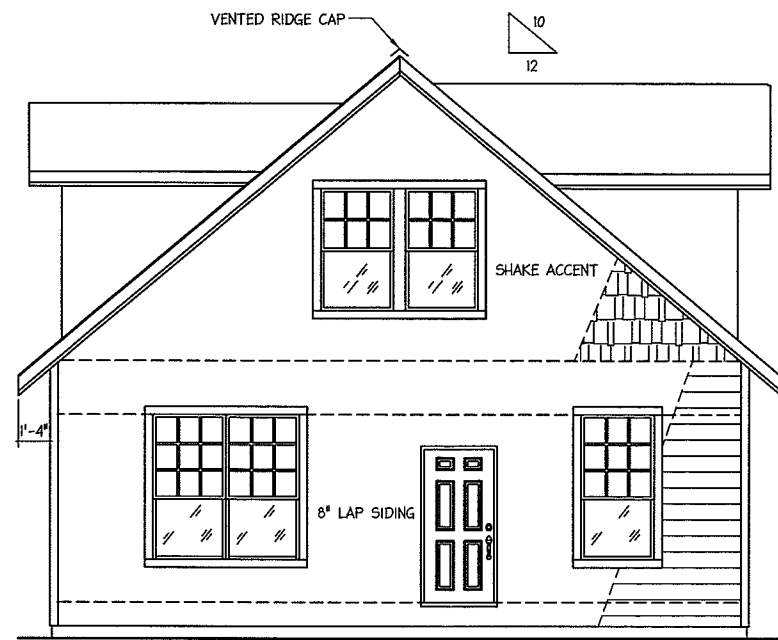 VENTED RIDGE CAP
10
12
SHAKE ACCENT
1'-4"
8" LAP SIDING